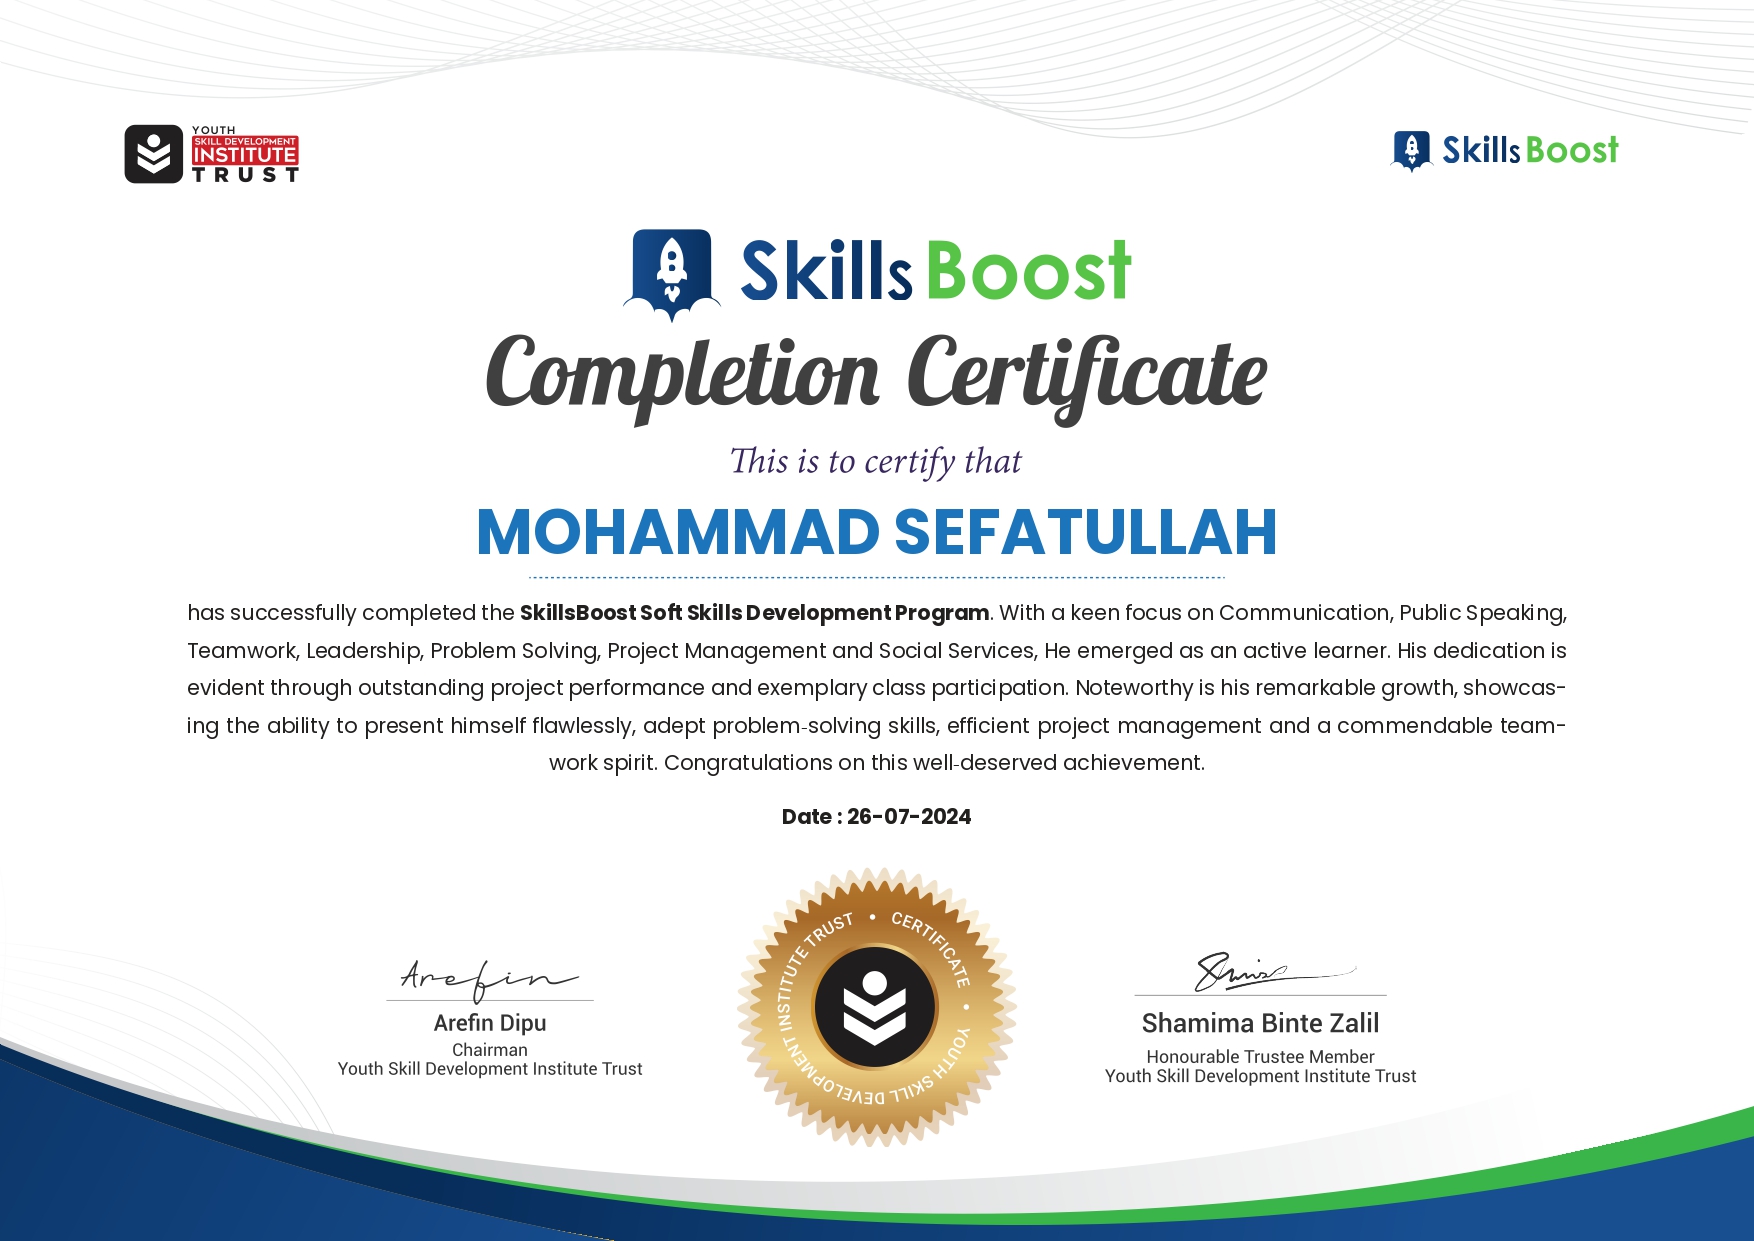 YOUTH
SKILL DEVELOPMENT
INSTITUTE
TRUST
Skills Boost
Skills Boost
Completion Certificate
This is to certify that
MOHAMMAD SEFATULLAH
has successfully completed the SkillsBoost Soft Skills Development Program. With a keen focus on Communication, Public Speaking,
Teamwork, Leadership, Problem Solving, Project Management and Social Services, He emerged as an active learner. His dedication is
evident through outstanding project performance and exemplary class participation. Noteworthy is his remarkable growth, showcas-
ing the ability to present himself flawlessly, adept problem-solving skills, efficient project management and a commendable team-
work spirit. Congratulations on this well-deserved achievement.
Date : 26-07-2024
Arefin
Arefin Dipu
Chairman
Youth Skill Development Institute Trust
CERTIFICATE • YOUTH SKILL DEVELOPMENT INSTITUTE TRUST •
Shamima Binte Zalil
Honourable Trustee Member
Youth Skill Development Institute Trust